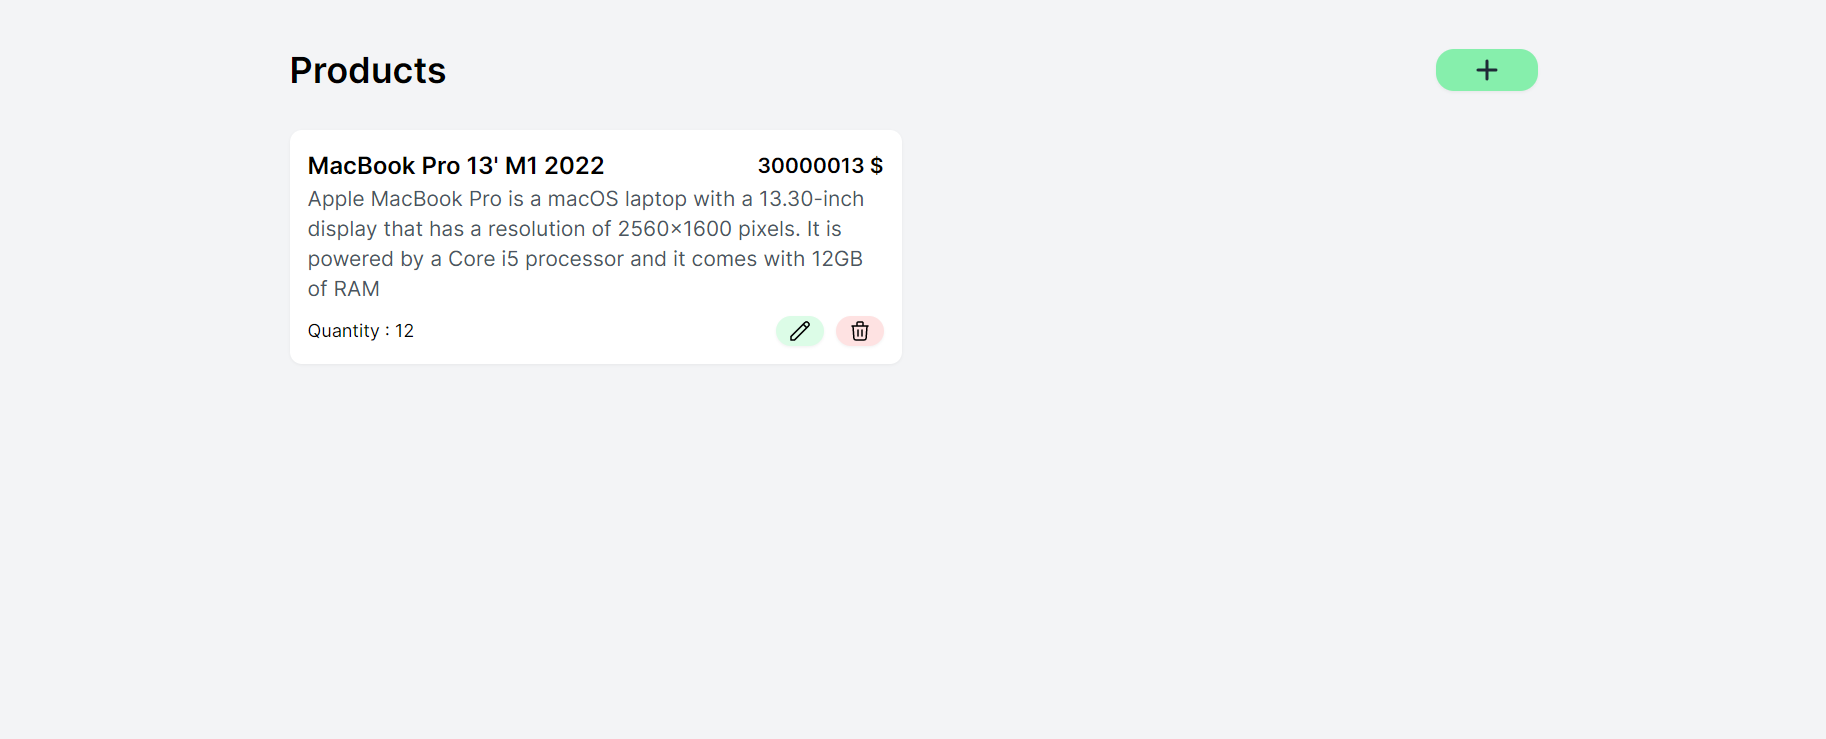 Products
MacBook Pro 13' M1 2022
30000013 $
Apple MacBook Pro is a macOS laptop with a 13.30-inch
display that has a resolution of 2560×1600 pixels. It is
powered by a Core i5 processor and it comes with 12GB
of RAM
Quantity : 12